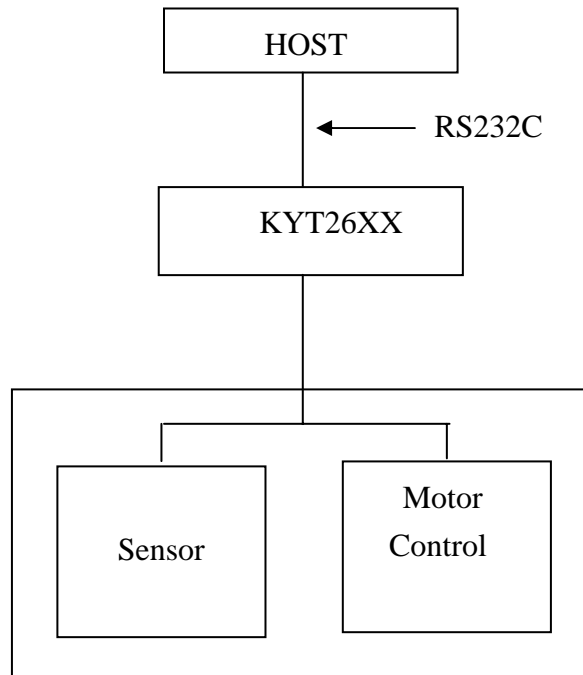 HOST
RS232C
KYT26XX
Sensor
Motor
Control